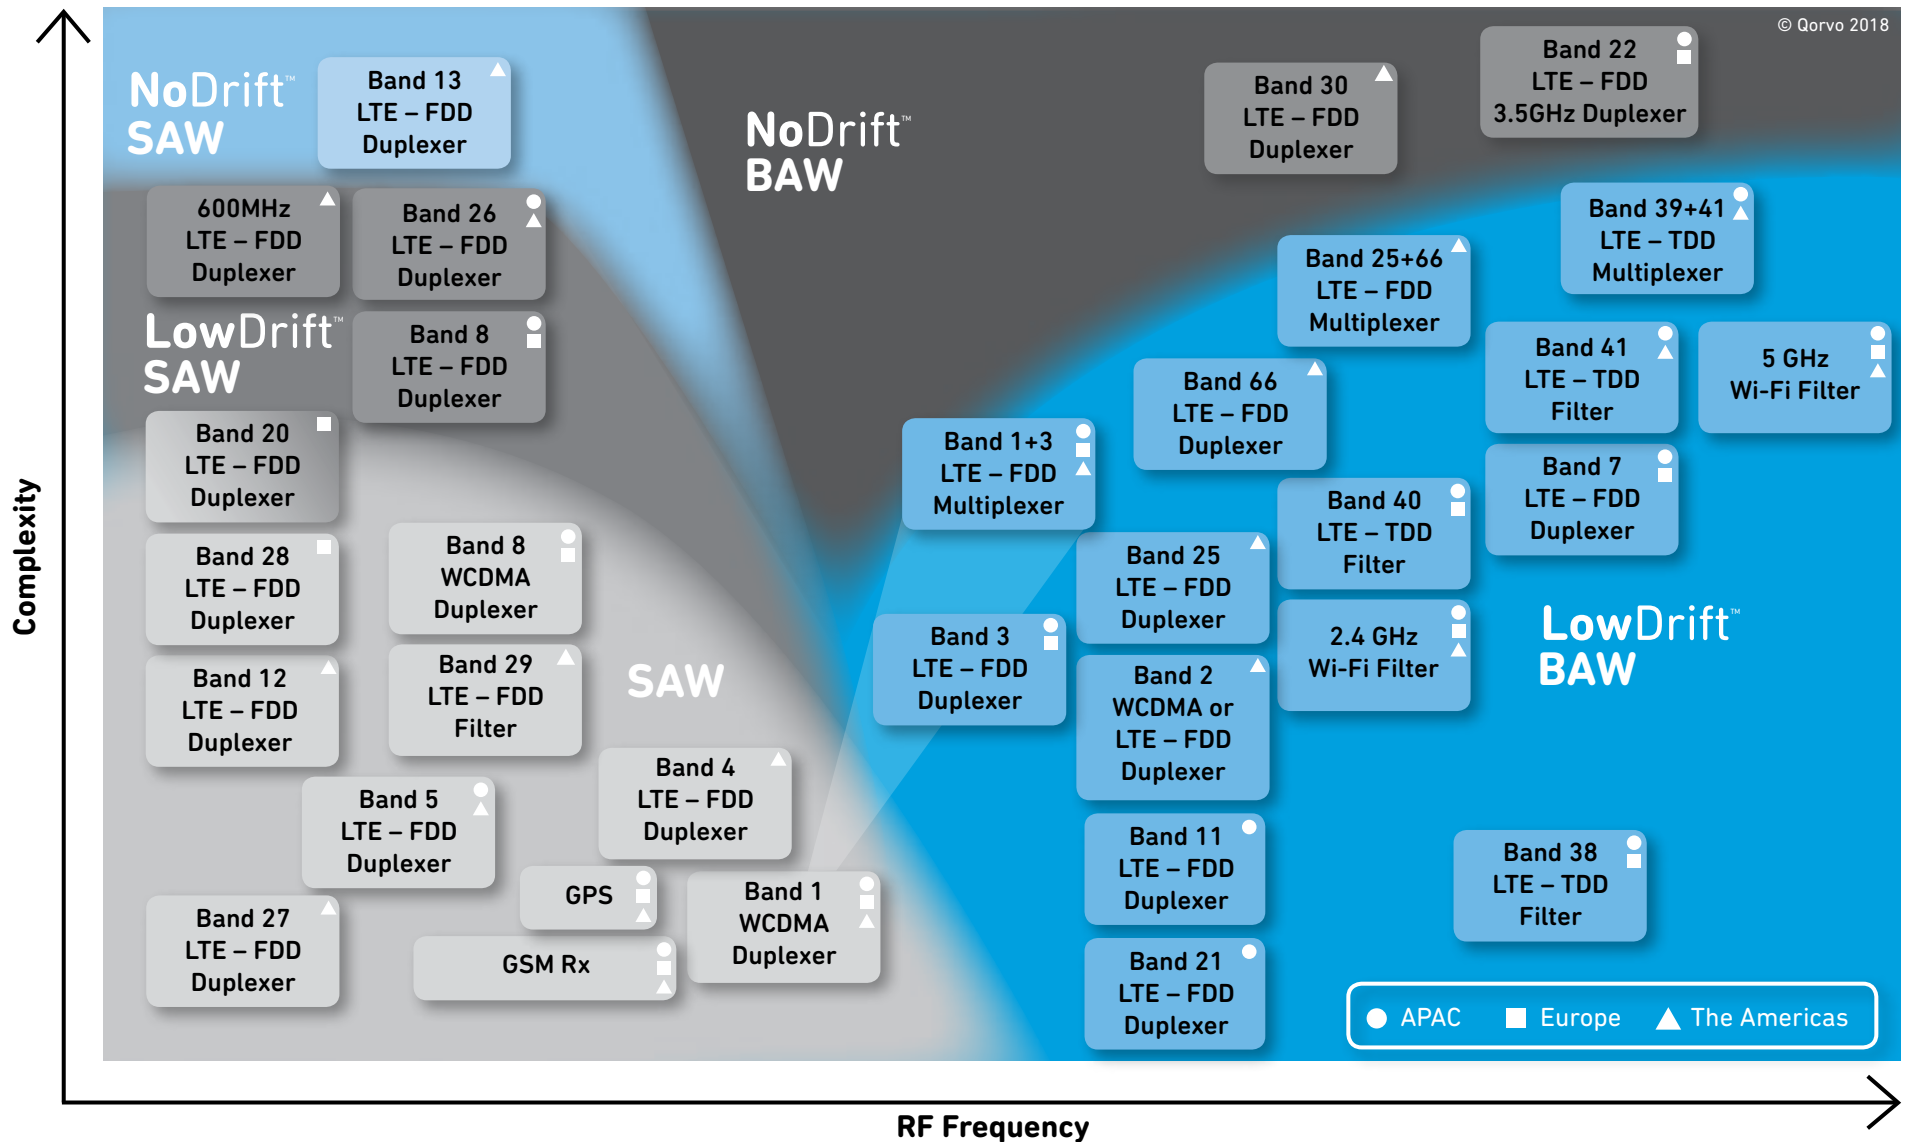 © Qorvo 2018
NoDrift™
SAW
Band 13
LTE – FDD
Duplexer
NoDrift™
BAW
Band 30
LTE – FDD
Duplexer
Band 22
LTE – FDD
3.5GHz Duplexer
600MHz
LTE – FDD
Duplexer
Band 26
LTE – FDD
Duplexer
Band 39+41
LTE – TDD
Multiplexer
Band 25+66
LTE – FDD
Multiplexer
LowDrift™
SAW
Band 8
LTE – FDD
Duplexer
Band 41
LTE – TDD
Filter
5 GHz
Wi-Fi Filter
Band 66
LTE – FDD
Duplexer
Band 20
LTE – FDD
Duplexer
Band 1+3
LTE – FDD
Multiplexer
Band 7
LTE – FDD
Duplexer
Band 40
LTE – TDD
Filter
Band 28
LTE – FDD
Duplexer
Band 8
WCDMA
Duplexer
Band 25
LTE – FDD
Duplexer
Band 3
LTE – FDD
Duplexer
2.4 GHz
Wi-Fi Filter
LowDrift™
BAW
Band 12
LTE – FDD
Duplexer
Band 29
LTE – FDD
Filter
SAW
Band 2
WCDMA or
LTE – FDD
Duplexer
Band 5
LTE – FDD
Duplexer
Band 4
LTE – FDD
Duplexer
Band 11
LTE – FDD
Duplexer
Band 38
LTE – TDD
Filter
GPS
Band 1
WCDMA
Duplexer
Band 27
LTE – FDD
Duplexer
GSM Rx
Band 21
LTE – FDD
Duplexer
APAC
Europe
The Americas
Complexity
RF Frequency